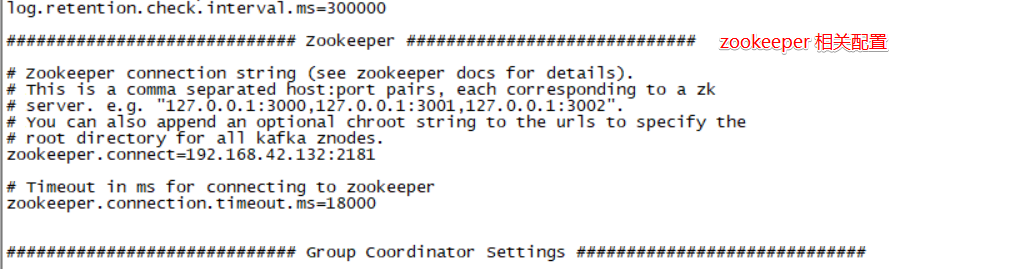 log.retention.check.interval.ms=300000
############################# Zookeeper ############################# zookeeper 相关配置
# Zookeeper connection string (see zookeeper docs for details).
# This is a comma separated host:port pairs, each corresponding to a zk
# server. e.g. "127.0.0.1:3000,127.0.0.1:3001,127.0.0.1:3002".
# You can also append an optional chroot string to the urls to specify the
# root directory for all kafka znodes.
zookeeper.connect=192.168.42.132:2181
# Timeout in ms for connecting to zookeeper
zookeeper.connection.timeout.ms=18000
############################# Group Coordinator Settings #############################